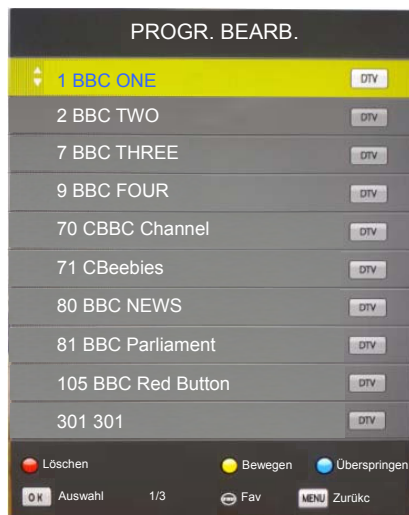 PROGR. BEARB.
1 BBC ONE DTV
2 BBC TWO DTV
7 BBC THREE DTV
9 BBC FOUR DTV
70 CBBC Channel DTV
71 CBeebies DTV
80 BBC NEWS DTV
81 BBC Parliament DTV
105 BBC Red Button DTV
301 301 DTV
Löschen Bewegen Überspringen
OK Auswahl 1/3 Fav MENU Zurükc